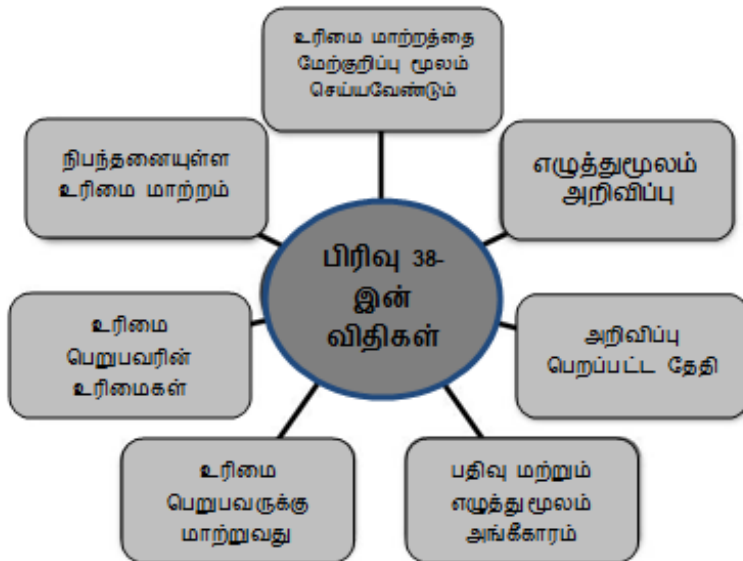 உரிமை மாற்றத்தை
மேற்குறிப்பு மூலம்
செய்யவேண்டும்
நிபந்தனையுள்ள
உரிமை மாற்றம்
எழுத்துமூலம்
அறிவிப்பு
பிரிவு 38-
இன்
விதிகள்
உரிமை
பெறுபவரின்
உரிமைகள்
அறிவிப்பு
பெறப்பட்ட தேதி
உரிமை
பெறுபவருக்கு
மாற்றுவது
பதிவு மற்றும்
எழுத்துமூலம்
அங்கீகாரம்